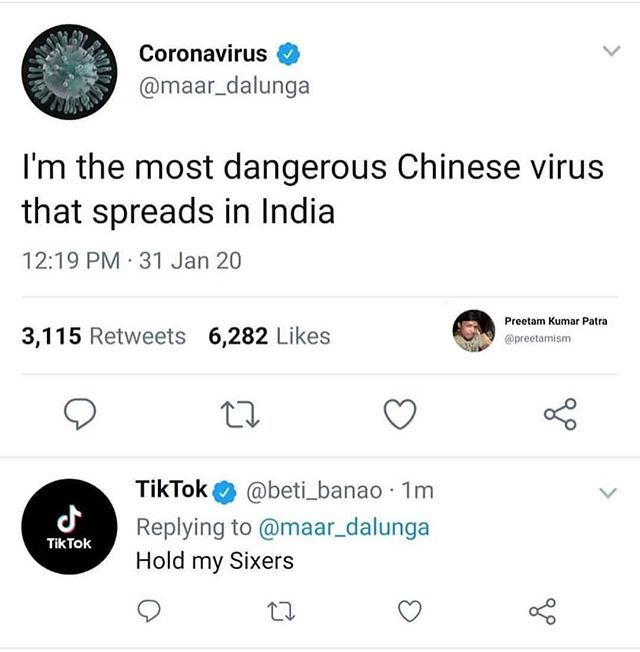 Coronavirus
@maar_dalunga
I'm the most dangerous Chinese virus
that spreads in India
12:19 PM · 31 Jan 20
3,115 Retweets 6,282 Likes
Preetam Kumar Patra
@preetamism
TikTok @beti_banao · 1m
TikTok
Replying to @maar_dalunga
Hold my Sixers